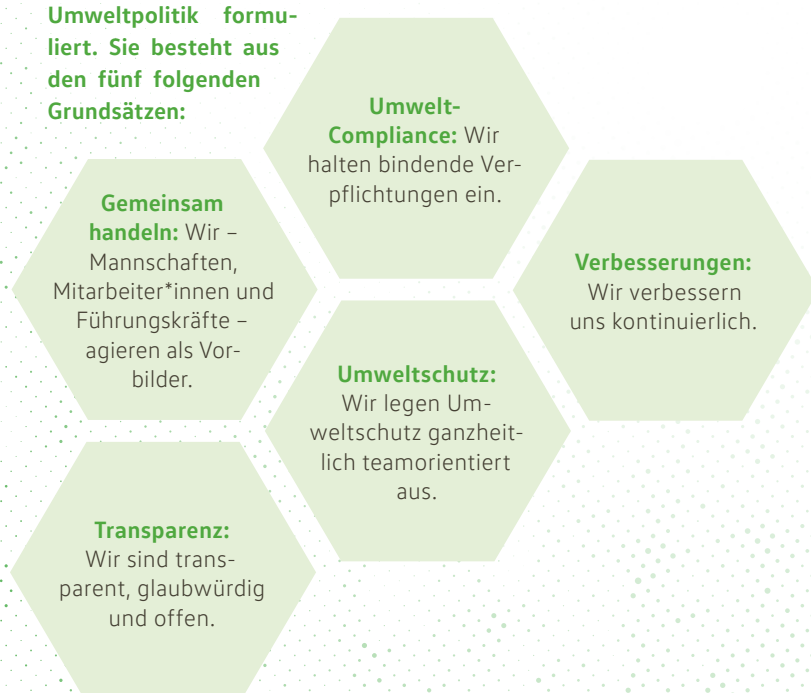 Umweltpolitik formu-
liert. Sie besteht aus
den fünf folgenden
Grundsätzen:
Umwelt-
Compliance: Wir
halten bindende Ver-
pflichtungen ein.
Gemeinsam
handeln: Wir –
Mannschaften,
Mitarbeiter*innen und
Führungskräfte –
agieren als Vor-
bilder.
Verbesserungen:
Wir verbessern
uns kontinuierlich.
Umweltschutz:
Wir legen Um-
weltschutz ganzheit-
lich teamorientiert
aus.
Transparenz:
Wir sind trans-
parent, glaubwürdig
und offen.